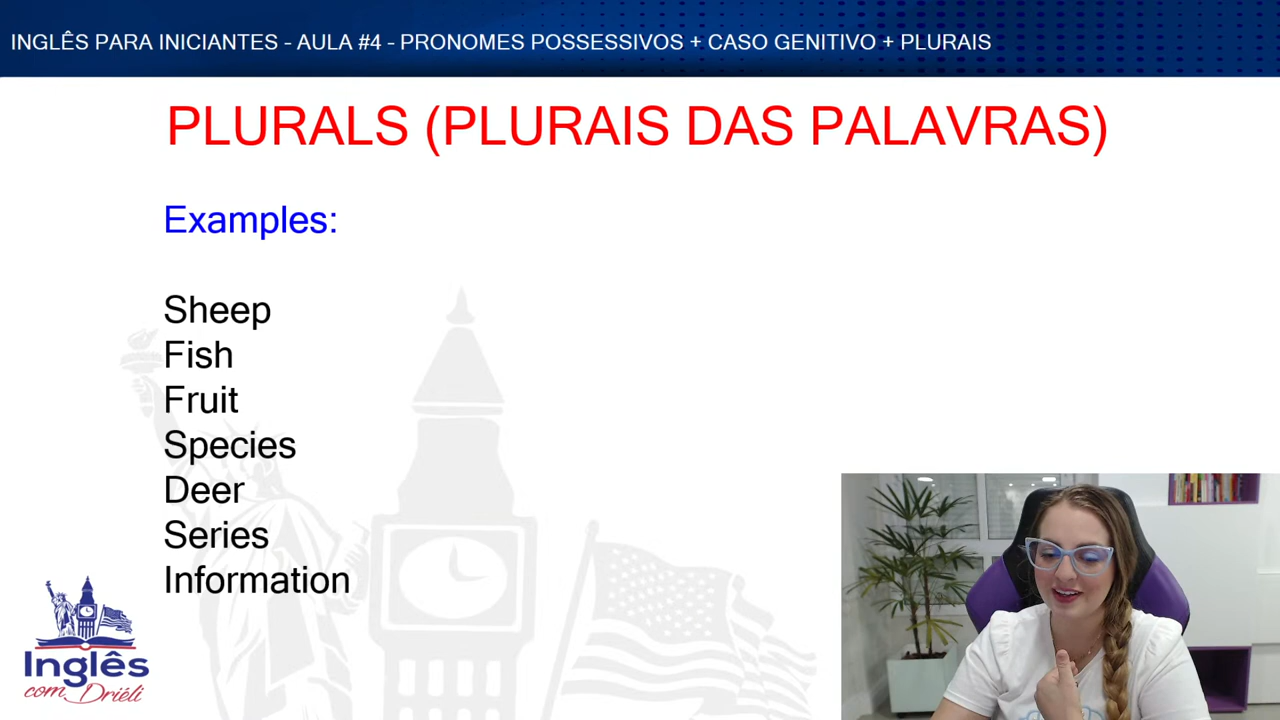 INGLÊS PARA INICIANTES - AULA #4 - PRONOMES POSSESSIVOS + CASO GENITIVO + PLURAIS
PLURALS (PLURAIS DAS PALAVRAS)
Examples:
Sheep
Fish
Fruit
Species
Deer
Series
Information
Inglês
com Driéli